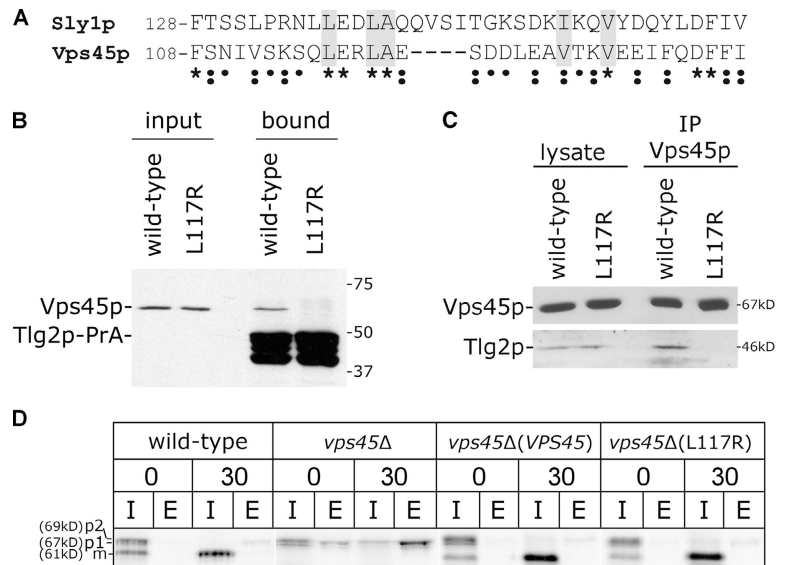 A
Sly1p 128-FTSSLPRNLLEDLAQQQVSITGKSDKIKQVYDQYLDFIV
Vps45p 108-FSNIVSKSQLERLAE----SDDLEAVTKVEEIFQDFFI
B
input bound
wild-type L117R wild-type L117R
Vps45p-
Tlg2p-PrA-
-75
-50
-37
C
IP
lysate Vps45p
wild-type L117R wild-type L117R
Vps45p- -67kD
Tlg2p- -46kD
D
wild-type vps45Δ vps45Δ(VPS45) vps45Δ(L117R)
0 30 0 30 0 30 0 30
I E I E I E I E I E I E I E I E
(69kD) p2
(67kD) p1-
(61kD) m-